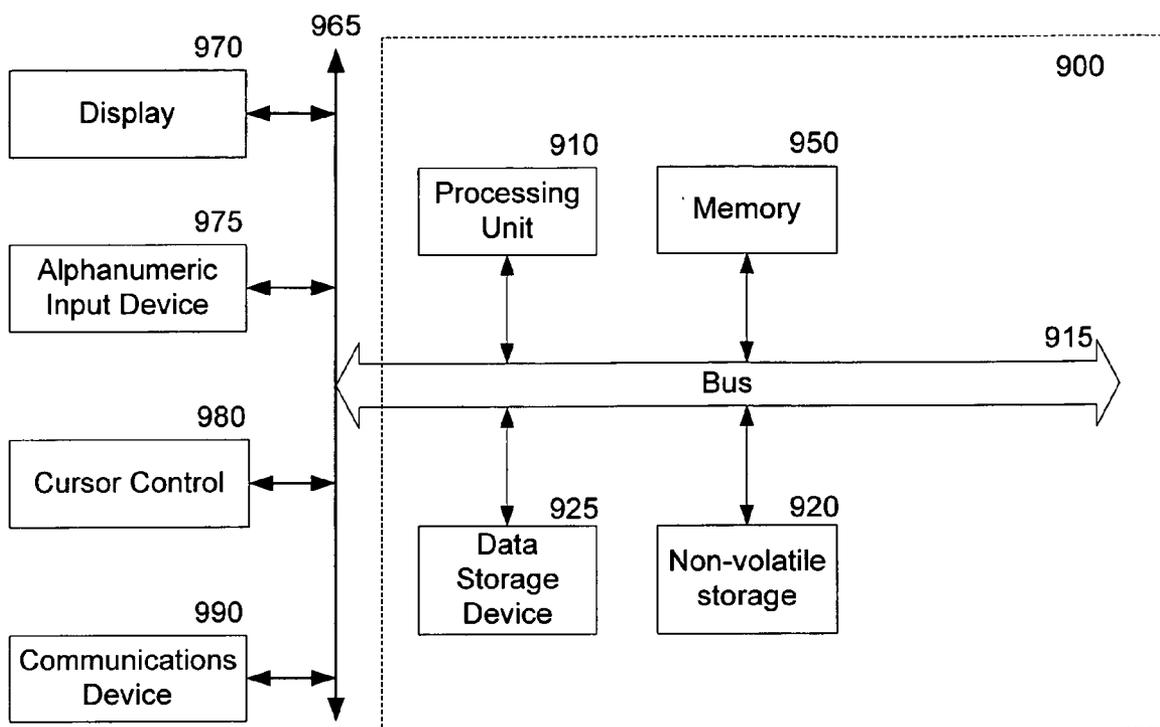 965
970
900
Display
910
950
Processing
Unit
Memory
975
Alphanumeric
Input Device
915
Bus
980
Cursor Control
925
920
Data
Storage
Device
Non-volatile
storage
990
Communications
Device